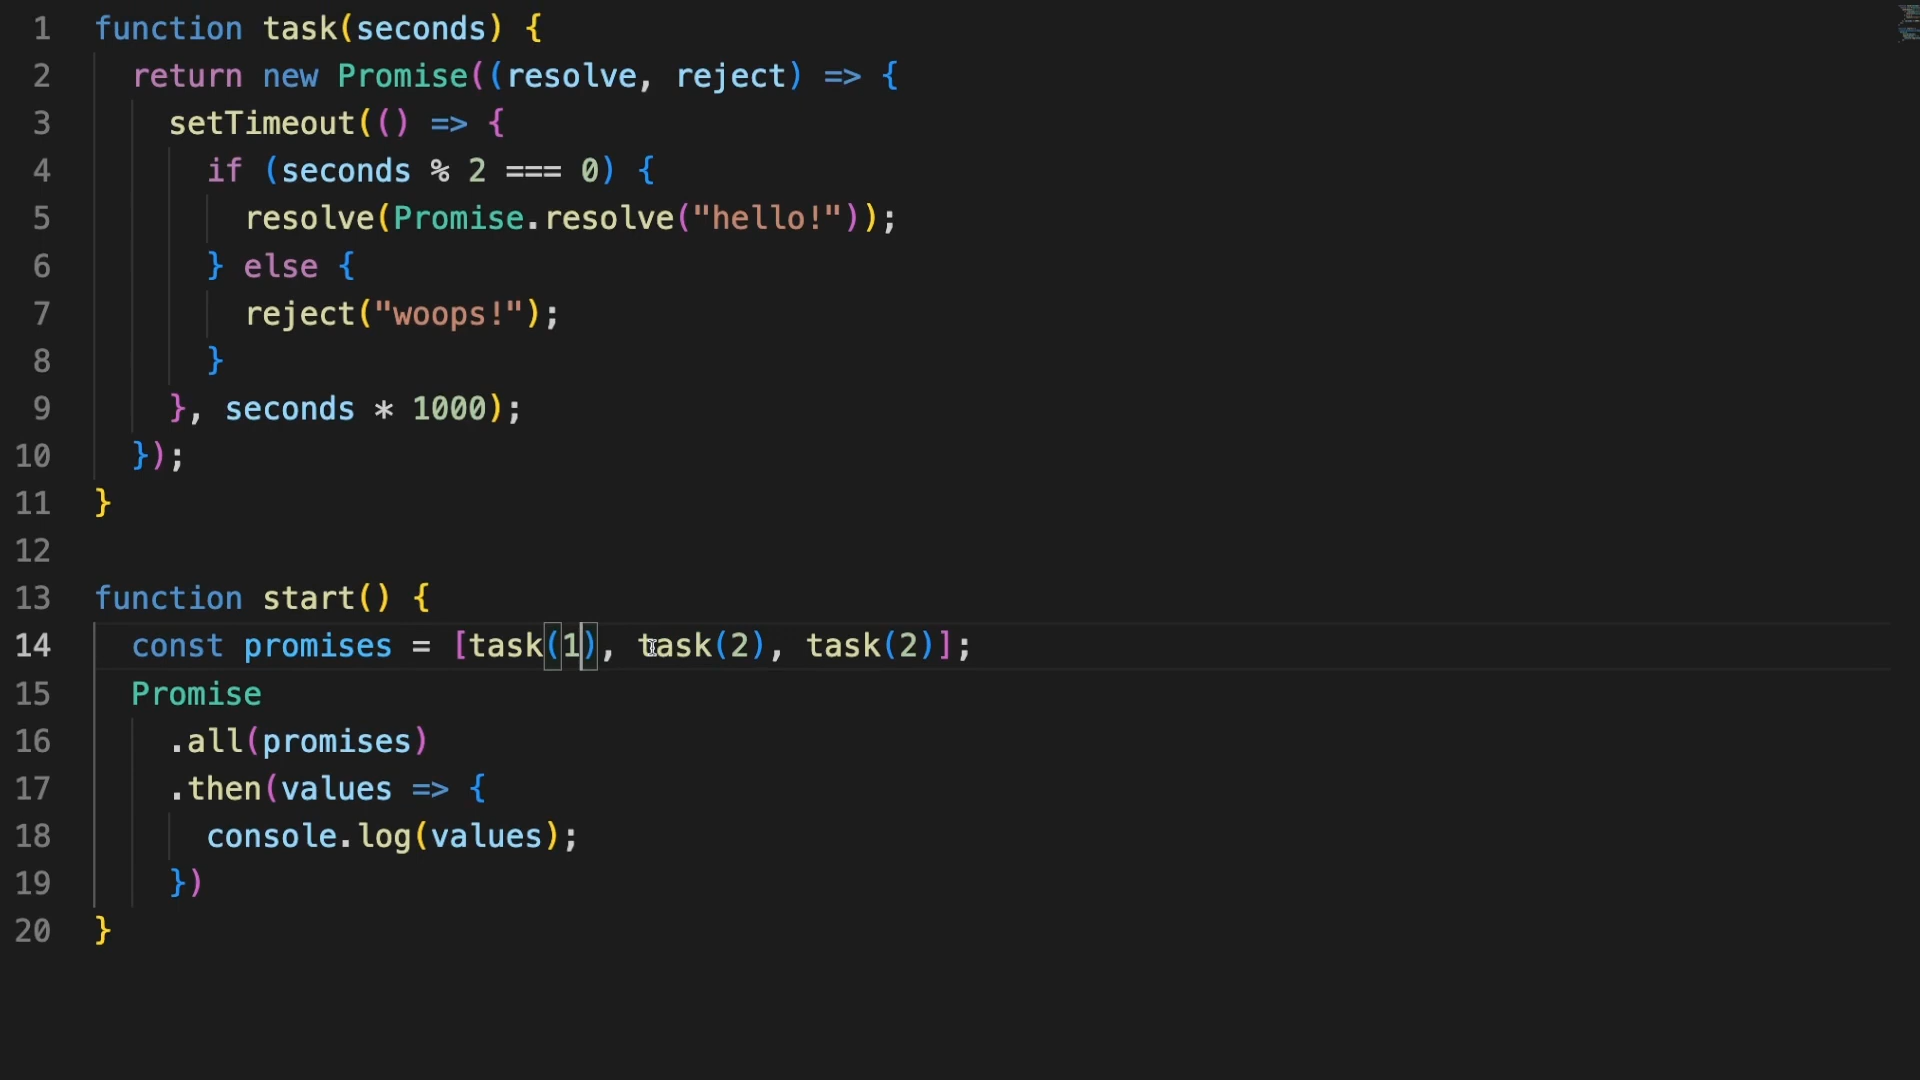 1 function task(seconds) {
2 return new Promise((resolve, reject) => {
3 setTimeout(() => {
4 if (seconds % 2 === 0) {
5 resolve(Promise.resolve("hello!"));
6 } else {
7 reject("woops!");
8 }
9 }, seconds * 1000);
10 });
11 }
12
13 function start() {
14 const promises = [task(1), task(2), task(2)];
15 Promise
16 .all(promises)
17 .then(values => {
18 console.log(values);
19 })
20 }